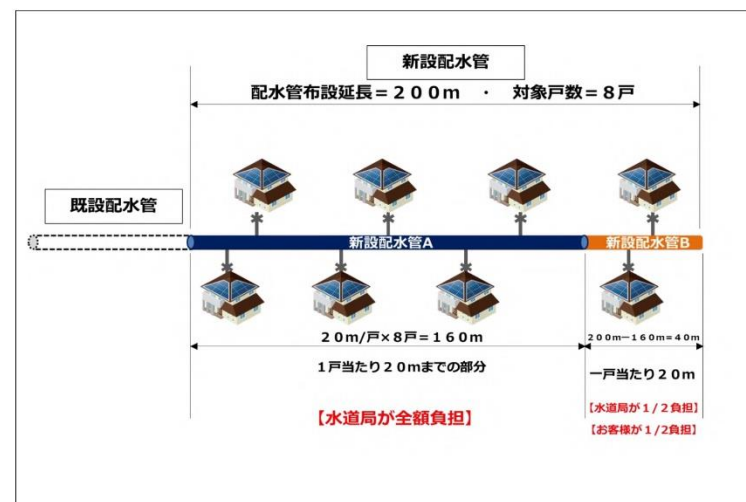 新設配水管
配水管布設延長＝２００ｍ　・　対象戸数＝８戸
既設配水管
新設配水管A
新設配水管B
２０ｍ/戸×８戸＝１６０ｍ
２００ｍ－１６０ｍ＝４０ｍ
１戸当たり２０ｍまでの部分
一戸当たり２０ｍ
【水道局が全額負担】
【水道局が１/２負担】
【お客様が１/２負担】